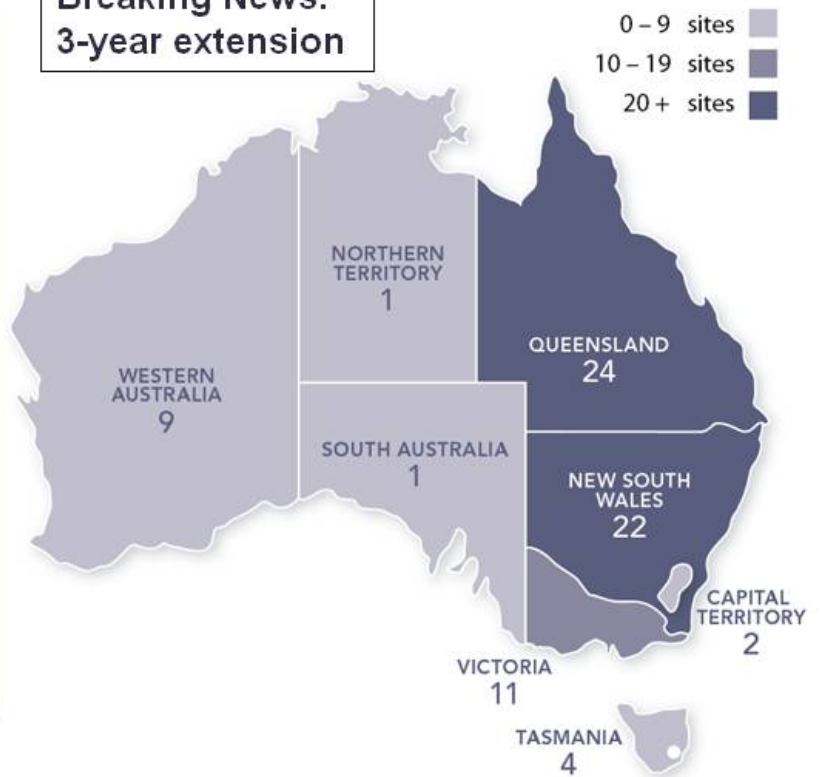 Breaking News:
3-year extension
0 – 9 sites
10 – 19 sites
20 + sites
NORTHERN
TERRITORY
1
QUEENSLAND
24
WESTERN
AUSTRALIA
9
SOUTH AUSTRALIA
1
NEW SOUTH
WALES
22
CAPITAL
TERRITORY
2
VICTORIA
11
TASMANIA
4